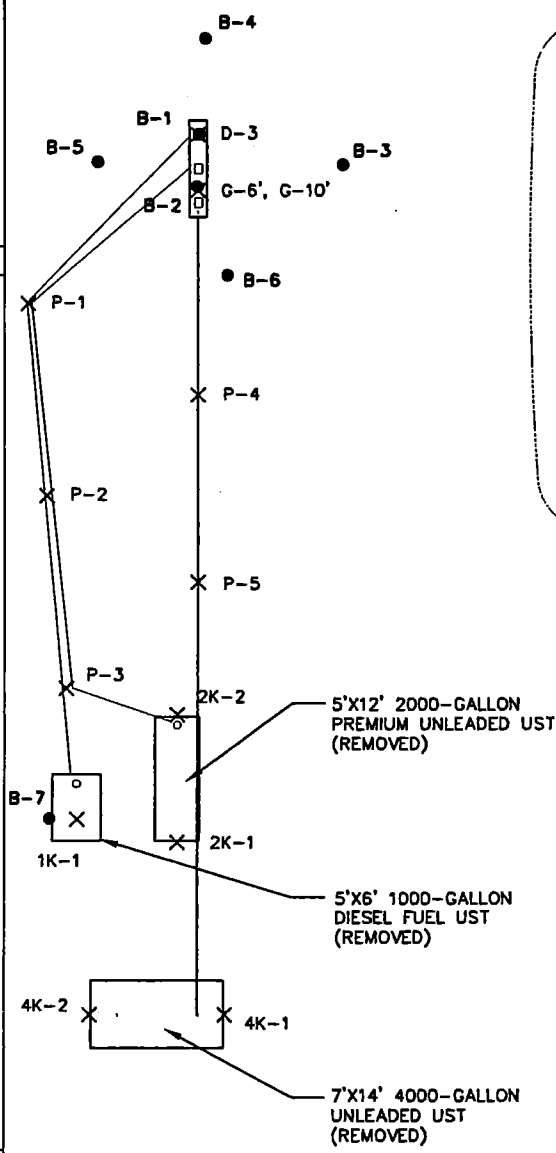 B-4
B-1
D-3
B-5
B-3
B-2
G-6', G-10'
B-6
P-1
P-4
P-2
P-5
P-3
2K-2
5'X12' 2000-GALLON
PREMIUM UNLEADED UST
(REMOVED)
B-7
2K-1
1K-1
5'X6' 1000-GALLON
DIESEL FUEL UST
(REMOVED)
4K-2
4K-1
7'X14' 4000-GALLON
UNLEADED UST
(REMOVED)